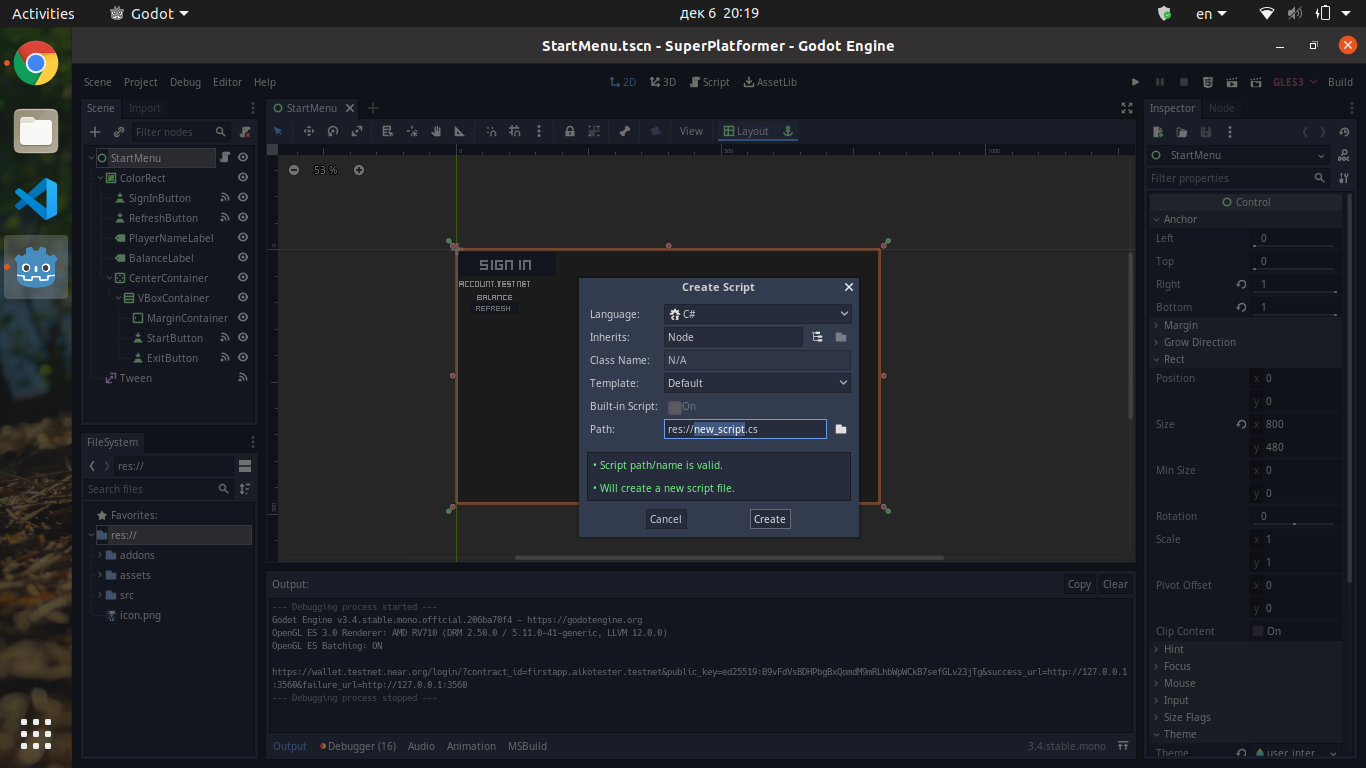 Activities
Godot
дек 6 20:19
en
StartMenu.tscn - SuperPlatformer - Godot Engine
Scene Project Debug Editor Help
2D 3D Script AssetLib
GLES3 Build
Scene Import
Filter nodes
StartMenu
ColorRect
SignInButton
RefreshButton
PlayerNameLabel
BalanceLabel
CenterContainer
VBoxContainer
MarginContainer
StartButton
ExitButton
Tween
FileSystem
res://
Search files
Favorites:
res://
addons
assets
src
icon.png
StartMenu
View Layout
0 500 1000
0
500
53 %
SIGN IN
ACCOUNT.TESTNET
BALANCE
REFRESH
Create Script
Language: C#
Inherits: Node
Class Name: N/A
Template: Default
Built-in Script: On
Path: res://new_script.cs
• Script path/name is valid.
• Will create a new script file.
Cancel Create
Output: Copy Clear
--- Debugging process started ---
Godot Engine v3.4.stable.mono.official.206ba70f4 - https://godotengine.org
OpenGL ES 3.0 Renderer: AMD RV710 (DRM 2.50.0 / 5.11.0-41-generic, LLVM 12.0.0)
OpenGL ES Batching: ON
https://wallet.testnet.near.org/login/?contract_id=firstapp.aikotester.testnet&public_key=ed25519:B9vFdVsBDHPbgBxQomdM9mRLhbWpWCkB7sefGLv23jTg&success_url=http://127.0.0.1
:3560&failure_url=http://127.0.0.1:3560
--- Debugging process stopped ---
Output Debugger (16) Audio Animation MSBuild
3.4.stable.mono
Inspector Node
StartMenu
Filter properties
Control
Anchor
Left 0
Top 0
Right 1
Bottom 1
Margin
Grow Direction
Rect
Position x 0
y 0
Size x 800
y 480
Min Size x 0
y 0
Rotation 0
Scale x 1
y 1
Pivot Offset x 0
y 0
Clip Content On
Hint
Focus
Mouse
Input
Size Flags
Theme
Theme user_inter